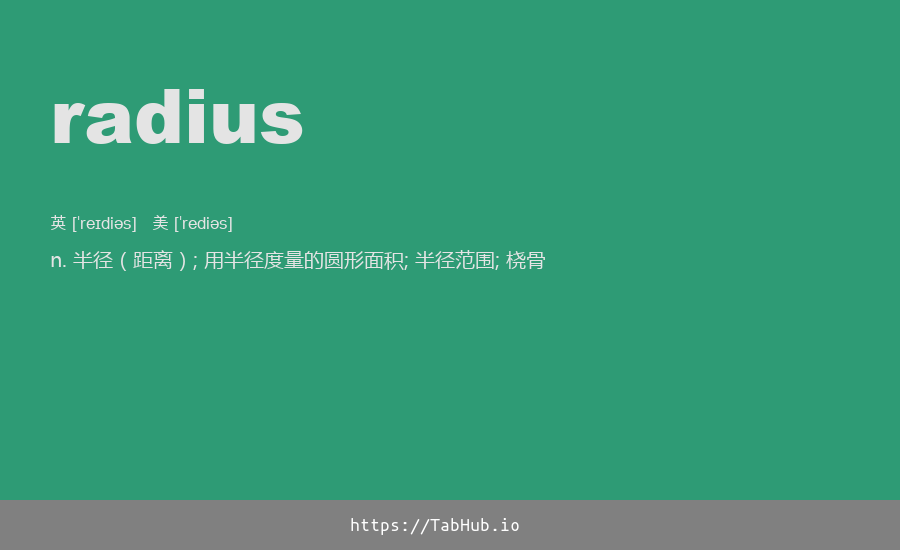 radius
英 [ˈreɪdiəs] 美 [ˈrediəs]
n. 半径（距离）; 用半径度量的圆形面积; 半径范围; 桡骨
https://TabHub.io